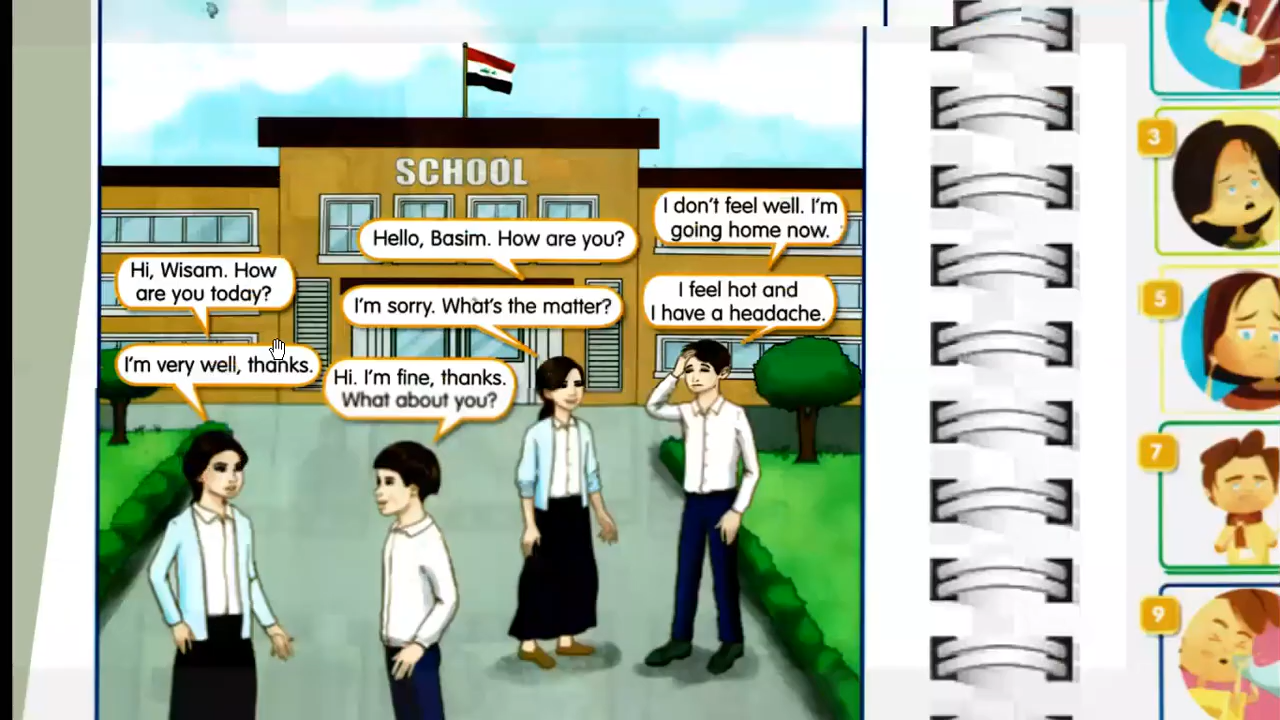 SCHOOL
Hi, Wisam. How
are you today?
I'm very well, thanks.
Hi. I'm fine, thanks.
What about you?
Hello, Basim. How are you?
I'm sorry. What's the matter?
I don't feel well. I'm
going home now.
I feel hot and
I have a headache.
3
5
7
9